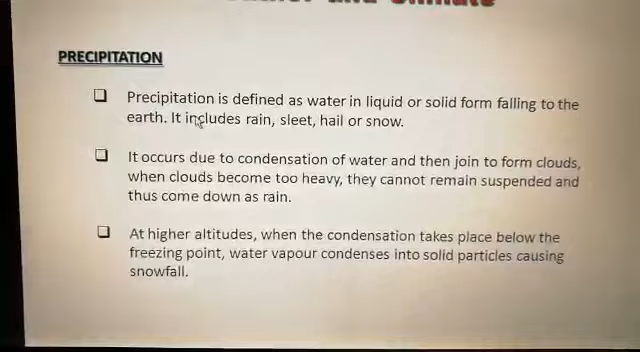 and Climate
PRECIPITATION
❑ Precipitation is defined as water in liquid or solid form falling to the
earth. It includes rain, sleet, hail or snow.
❑ It occurs due to condensation of water and then join to form clouds,
when clouds become too heavy, they cannot remain suspended and
thus come down as rain.
❑ At higher altitudes, when the condensation takes place below the
freezing point, water vapour condenses into solid particles causing
snowfall.